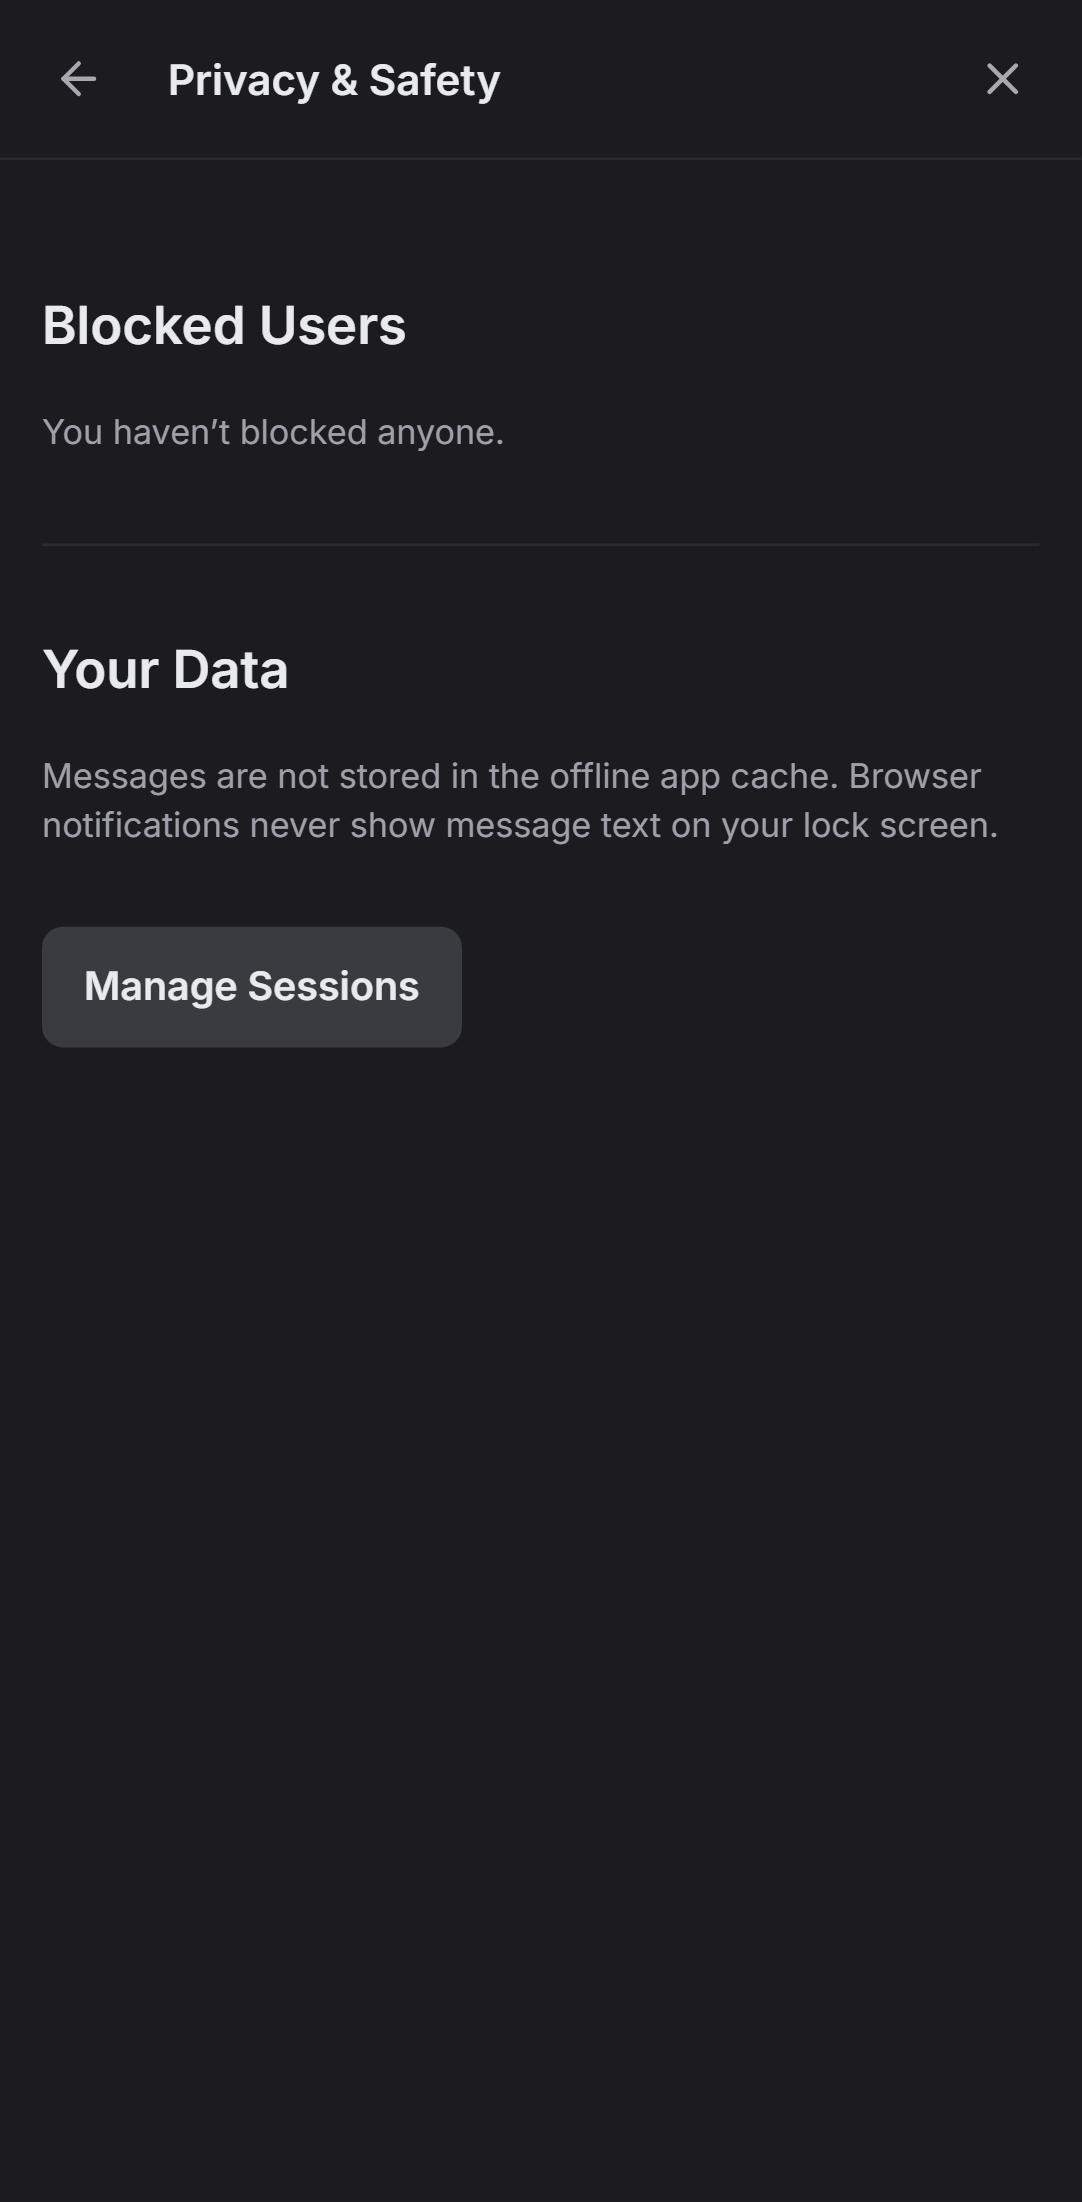 Privacy & Safety
Blocked Users
You haven’t blocked anyone.
Your Data
Messages are not stored in the offline app cache. Browser
notifications never show message text on your lock screen.
Manage Sessions